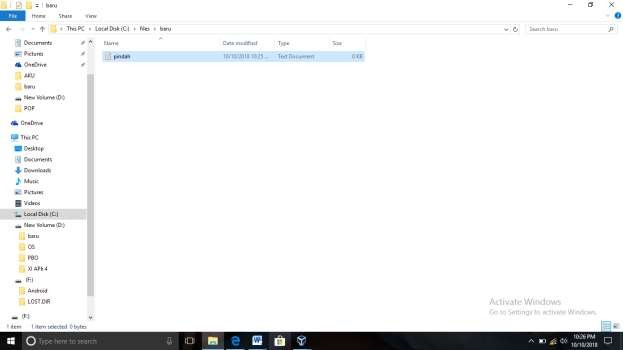 baru
File
Home
Share
View
This PC > Local Disk (C:) > files > baru
Search baru
Name
Date modified
Type
Size
pindah
10/10/2018 10:25 ...
Text Document
0 KB
Documents
Pictures
OneDrive
AKU
baru
New Volume (D:)
POP
OneDrive
This PC
Desktop
Documents
Downloads
Music
Pictures
Videos
Local Disk (C:)
New Volume (D:)
baru
OS
PBO
XI APb 4
(F:)
Android
LOST.DIR
(F:)
1 item
1 item selected 0 bytes
Activate Windows
Go to Settings to activate Windows.
Type here to search
10:26 PM
10/10/2018